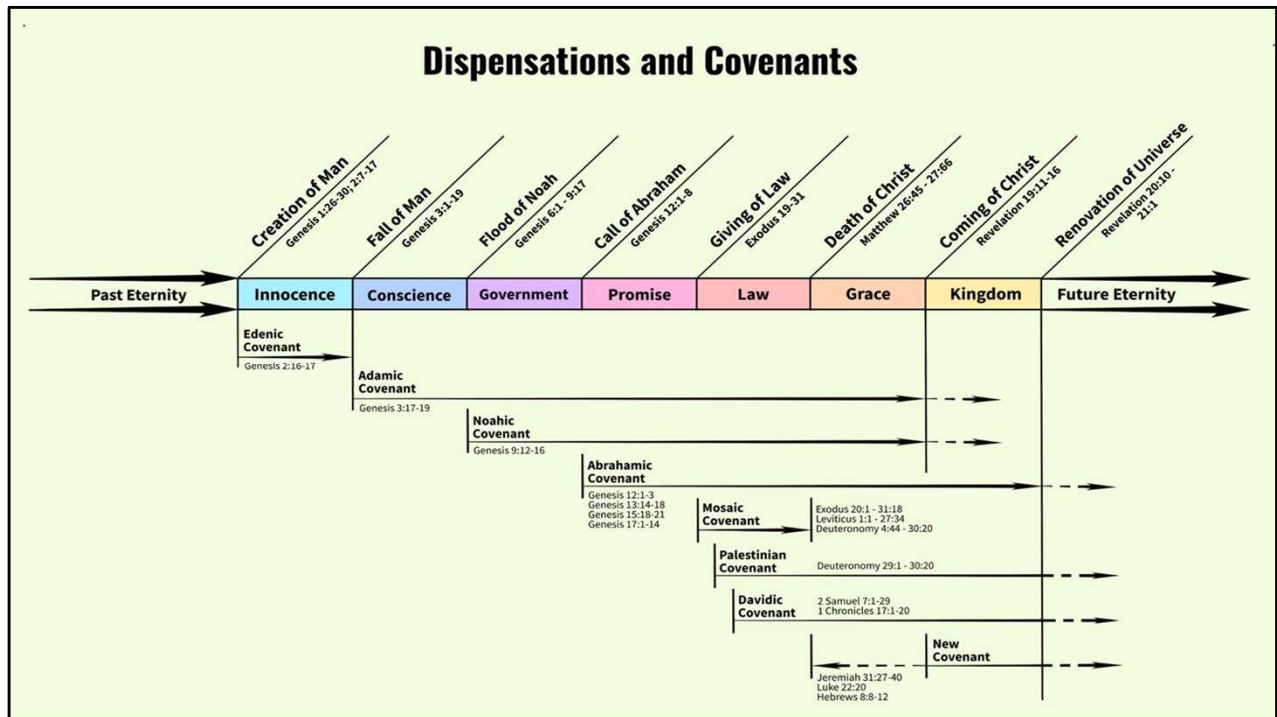 Dispensations and Covenants
Creation of Man
Genesis 1:26-30; 2:7-17
Fall of Man
Genesis 3:1-19
Flood of Noah
Genesis 6:1 - 9:17
Call of Abraham
Genesis 12:1-8
Giving of Law
Exodus 19-31
Death of Christ
Matthew 26:45 - 27:66
Coming of Christ
Revelation 19:11-16
Renovation of Universe
Revelation 20:10-
21:1
Past Eternity
Innocence
Conscience
Government
Promise
Law
Grace
Kingdom
Future Eternity
Edenic
Covenant
Genesis 2:16-17
Adamic
Covenant
Genesis 3:17-19
Noahic
Covenant
Genesis 9:12-16
Abrahamic
Covenant
Genesis 12:1-3
Genesis 13:14-18
Genesis 15:18-21
Genesis 17:1-14
Mosaic
Covenant
Exodus 20:1 - 31:18
Leviticus 1:1 - 27:34
Deuteronomy 4:44 - 30:20
Palestinian
Covenant
Deuteronomy 29:1 - 30:20
Davidic
Covenant
2 Samuel 7:1-29
1 Chronicles 17:1-20
New
Covenant
Jeremiah 31:27-40
Luke 22:20
Hebrews 8:8-12